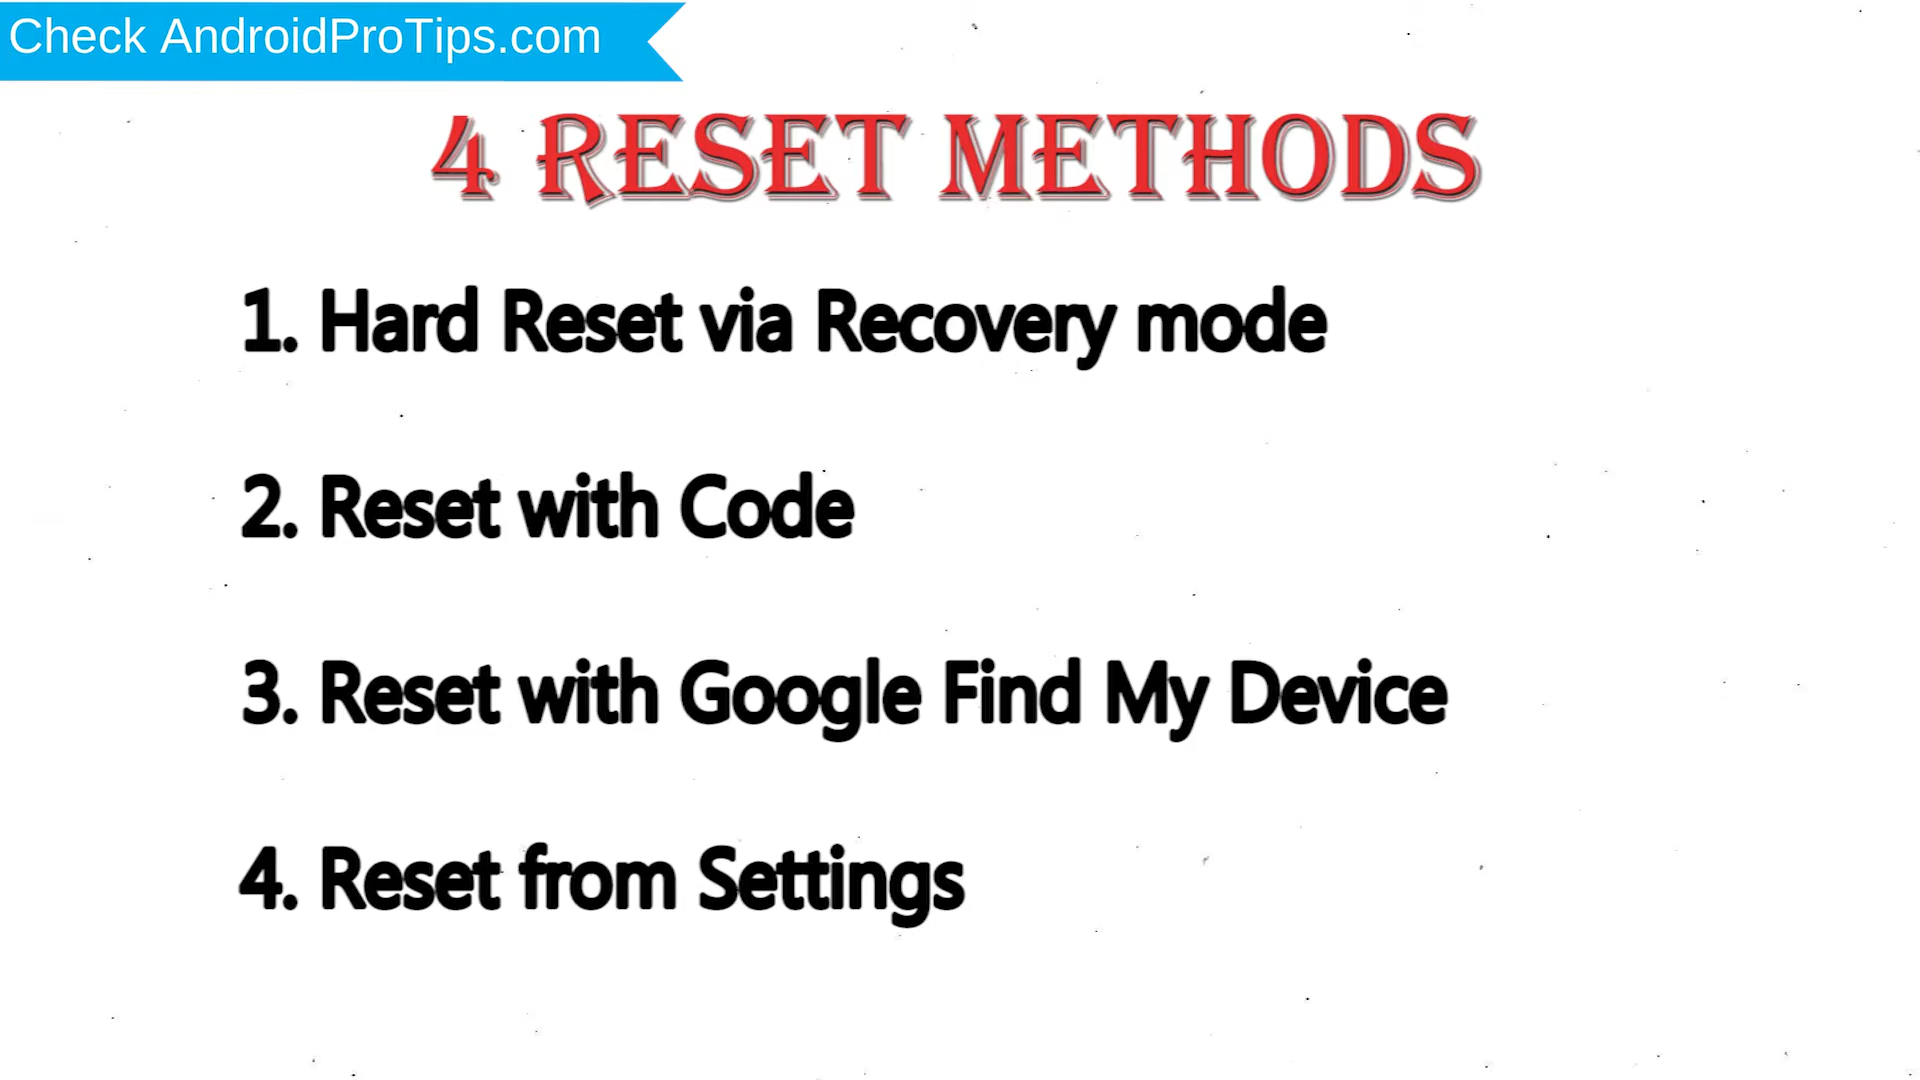 Check AndroidProTips.com
4 RESET METHODS
1. Hard Reset via Recovery mode
2. Reset with Code
3. Reset with Google Find My Device
4. Reset from Settings